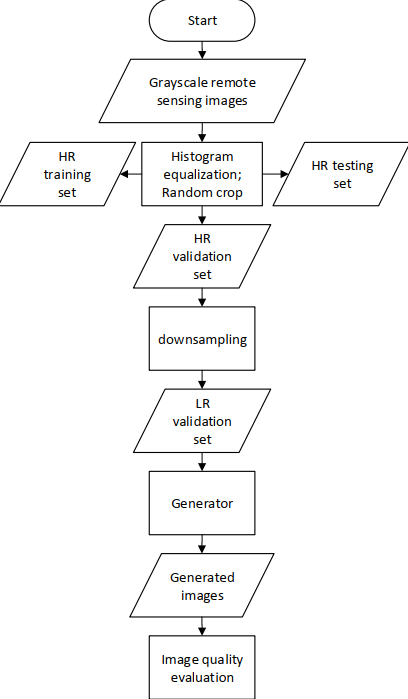 Start
Grayscale remote
sensing images
HR
training
set
Histogram
equalization;
Random crop
HR testing
set
HR
validation
set
downsampling
LR
validation
set
Generator
Generated
images
Image quality
evaluation